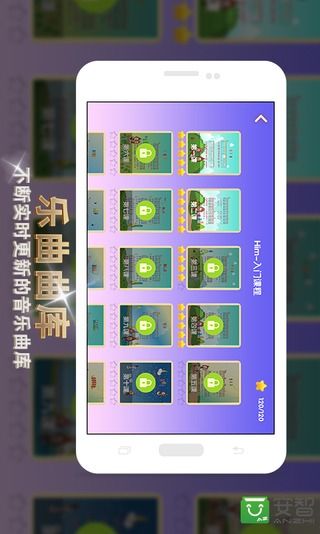 乐曲曲库
不断实时更新的音乐曲库
Him~入门课程
120/120
第一课
第二课
第三课
第四课
第五课
第六课
第七课
第八课
第九课
第十课
安智
ANZHI